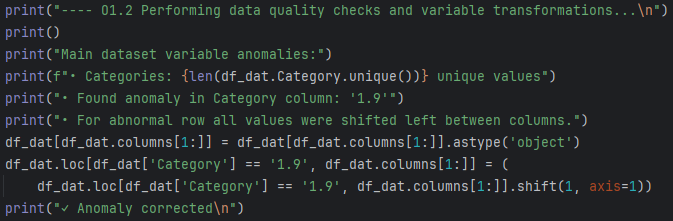 print("---- 01.2 Performing data quality checks and variable transformations...\n")
print()
print("Main dataset variable anomalies:")
print(f"• Categories: {len(df_dat.Category.unique())} unique values")
print("• Found anomaly in Category column: '1.9'")
print("• For abnormal row all values were shifted left between columns.")
df_dat[df_dat.columns[1:]] = df_dat[df_dat.columns[1:]].astype('object')
df_dat.loc[df_dat['Category'] == '1.9', df_dat.columns[1:]] = (
    df_dat.loc[df_dat['Category'] == '1.9', df_dat.columns[1:]].shift(1, axis=1))
print("✓ Anomaly corrected\n")